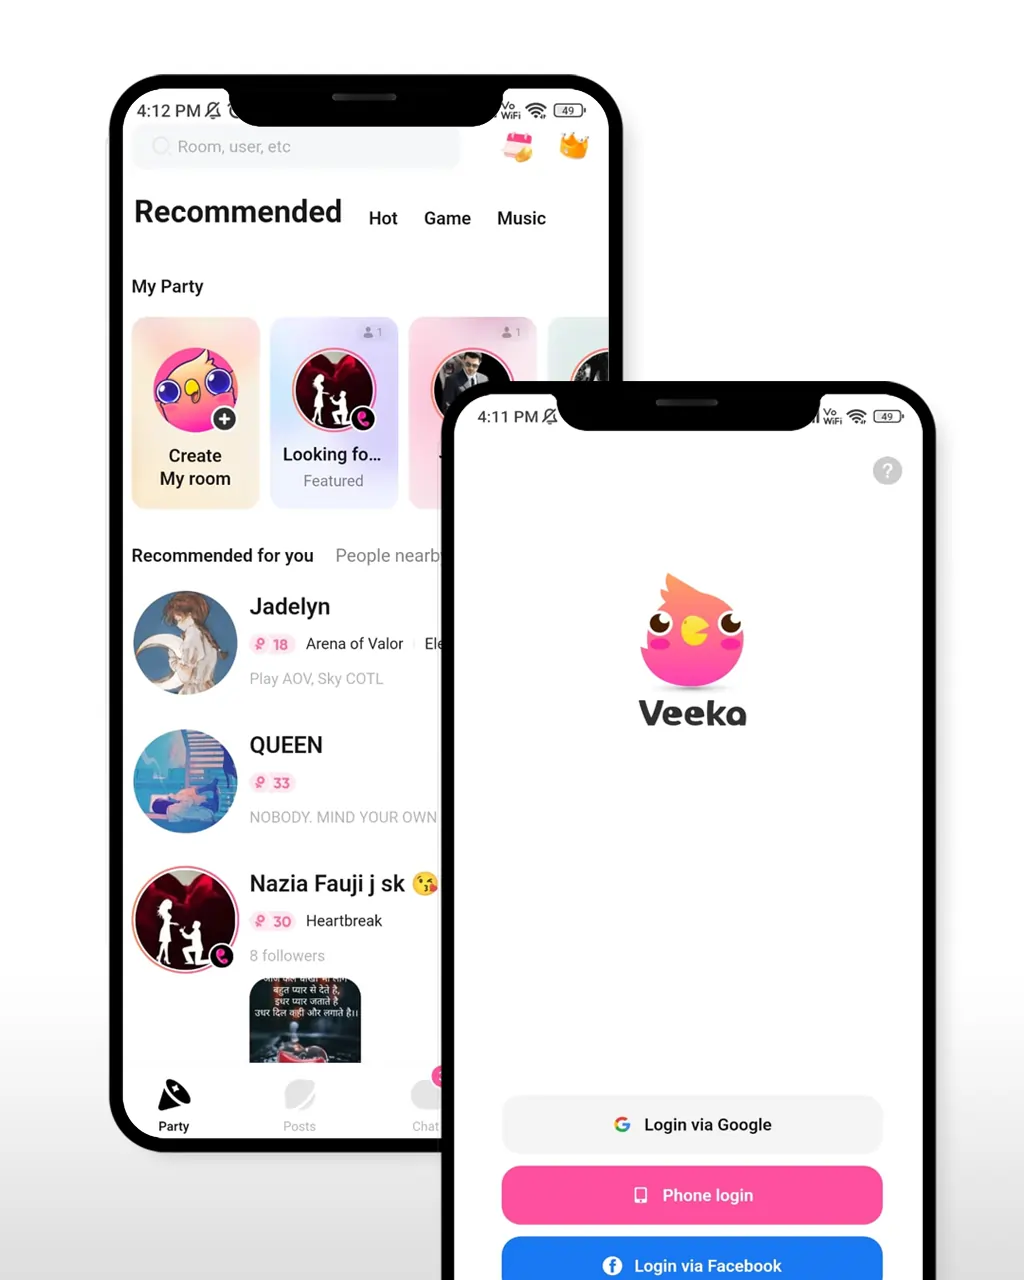 4:12 PM
Vo
WiFi
49
Room, user, etc
Recommended
Hot
Game
Music
My Party
1
1
Create
My room
Looking fo...
Featured
Recommended for you
People nearby
Jadelyn
18
Arena of Valor
Ele
Play AOV, Sky COTL
QUEEN
33
NOBODY. MIND YOUR OWN
Nazia Fauji j sk 😘
30
Heartbreak
8 followers
बहुत प्यार से देते है,
इधर प्यार जताते है
उधर दिल कही और लगाते है।।
Party
Posts
Chat
4:11 PM
Vo
WiFi
49
?
Veeka
Login via Google
Phone login
Login via Facebook